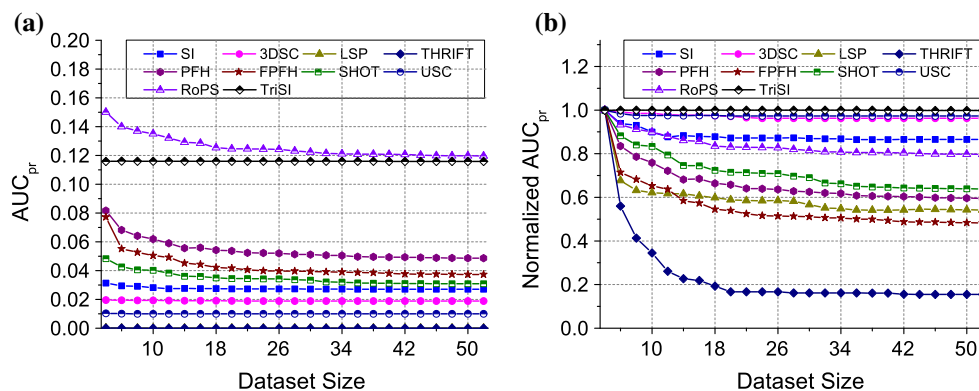 (a)
0.20
0.18
0.16
0.14
0.12
0.10
0.08
0.06
0.04
0.02
0.00
AUCpr
SI 3DSC LSP THRIFT
PFH FPFH SHOT USC
RoPS TriSI
10 18 26 34 42 50
Dataset Size
(b)
1.2
1.0
0.8
0.6
0.4
0.2
0.0
Normalized AUCpr
SI 3DSC LSP THRIFT
PFH FPFH SHOT USC
RoPS TriSI
10 18 26 34 42 50
Dataset Size